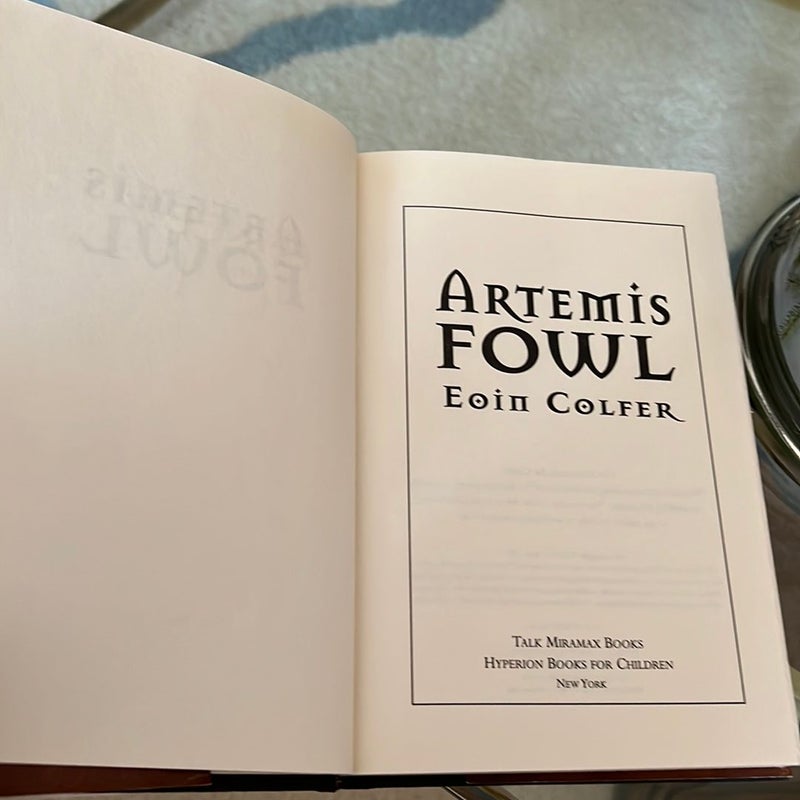 Artemis
Fowl
Eoin Colfer
Talk Miramax Books
Hyperion Books for Children
New York